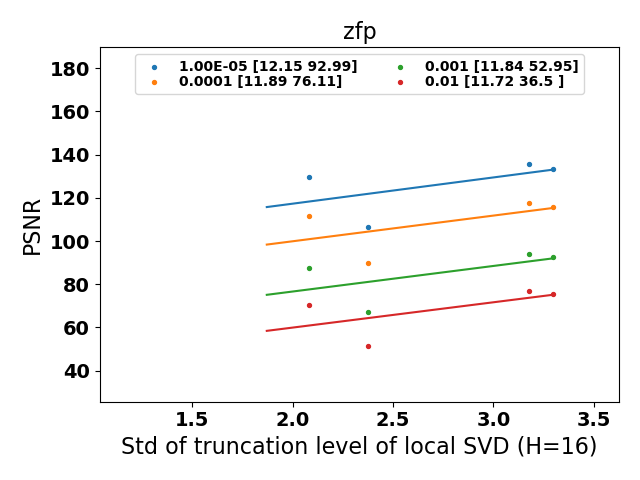 zfp
1.00E-05 [12.15 92.99]
0.0001 [11.89 76.11]
0.001 [11.84 52.95]
0.01 [11.72 36.5 ]
PSNR
180
160
140
120
100
80
60
40
1.5 2.0 2.5 3.0 3.5
Std of truncation level of local SVD (H=16)